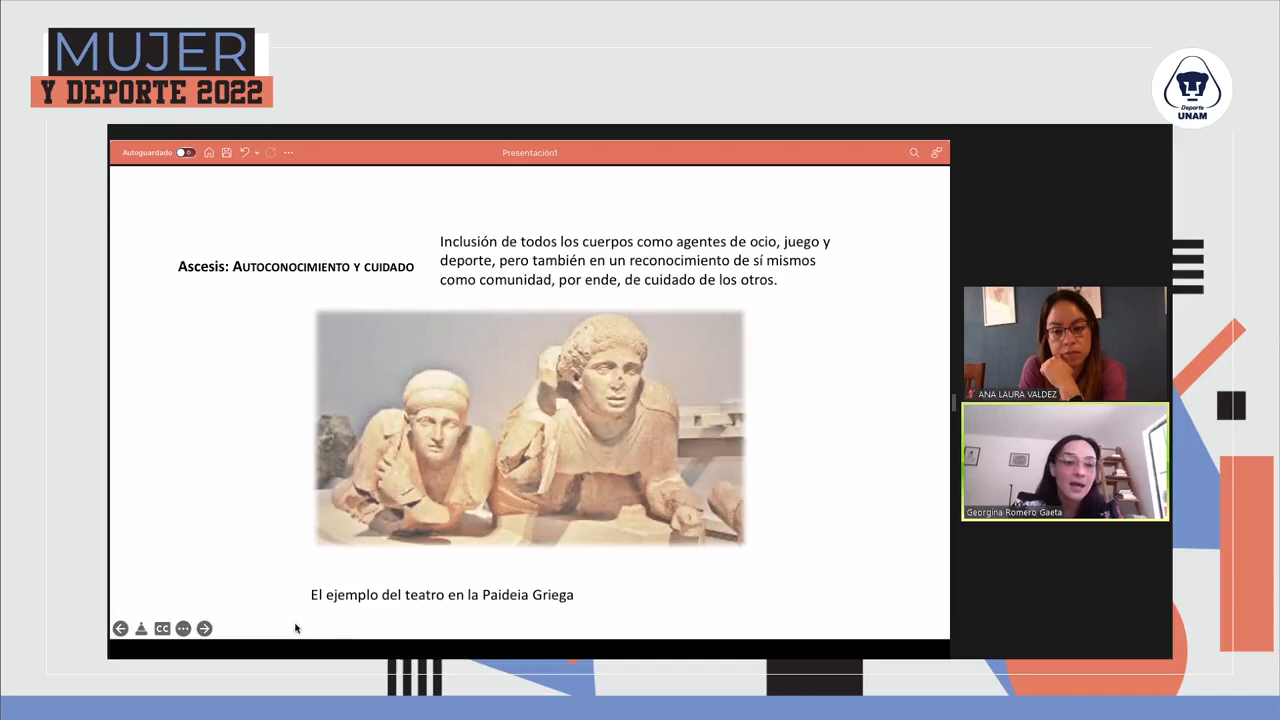 MUJER
Y DEPORTE 2022
Deporte
UNAM
Autoguardado
Presentación1
Ascesis: AUTOCONOCIMIENTO Y CUIDADO
Inclusión de todos los cuerpos como agentes de ocio, juego y
deporte, pero también en un reconocimiento de sí mismos
como comunidad, por ende, de cuidado de los otros.
El ejemplo del teatro en la Paideia Griega
CC
ANA LAURA VALDEZ
Georgina Romero Gaeta